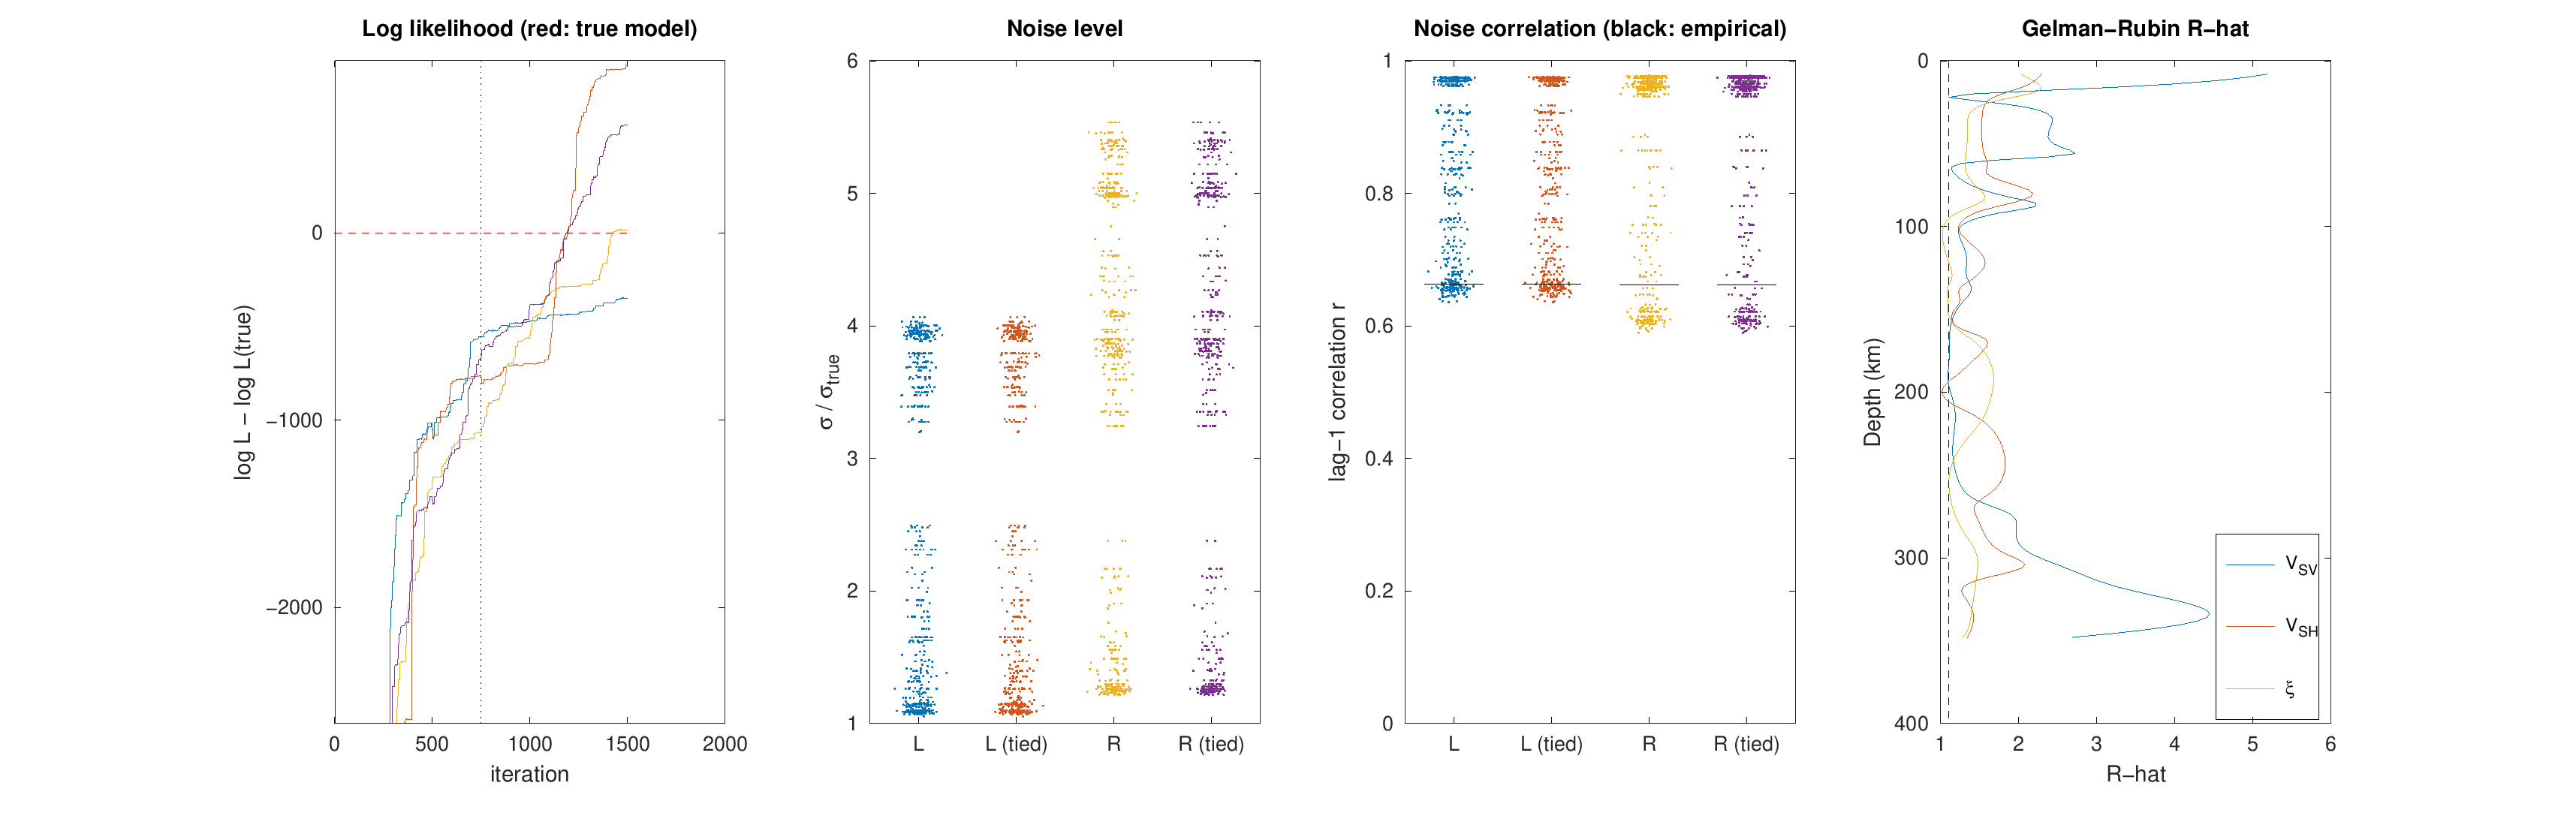 Log likelihood (red: true model)
log L − log L(true)
0
−1000
−2000
0
500
1000
1500
2000
iteration
Noise level
σ / σtrue
6
5
4
3
2
1
L
L (tied)
R
R (tied)
Noise correlation (black: empirical)
lag−1 correlation r
1
0.8
0.6
0.4
0.2
0
L
L (tied)
R
R (tied)
Gelman−Rubin R−hat
Depth (km)
0
100
200
300
400
VSV
VSH
ξ
1
2
3
4
5
6
R−hat